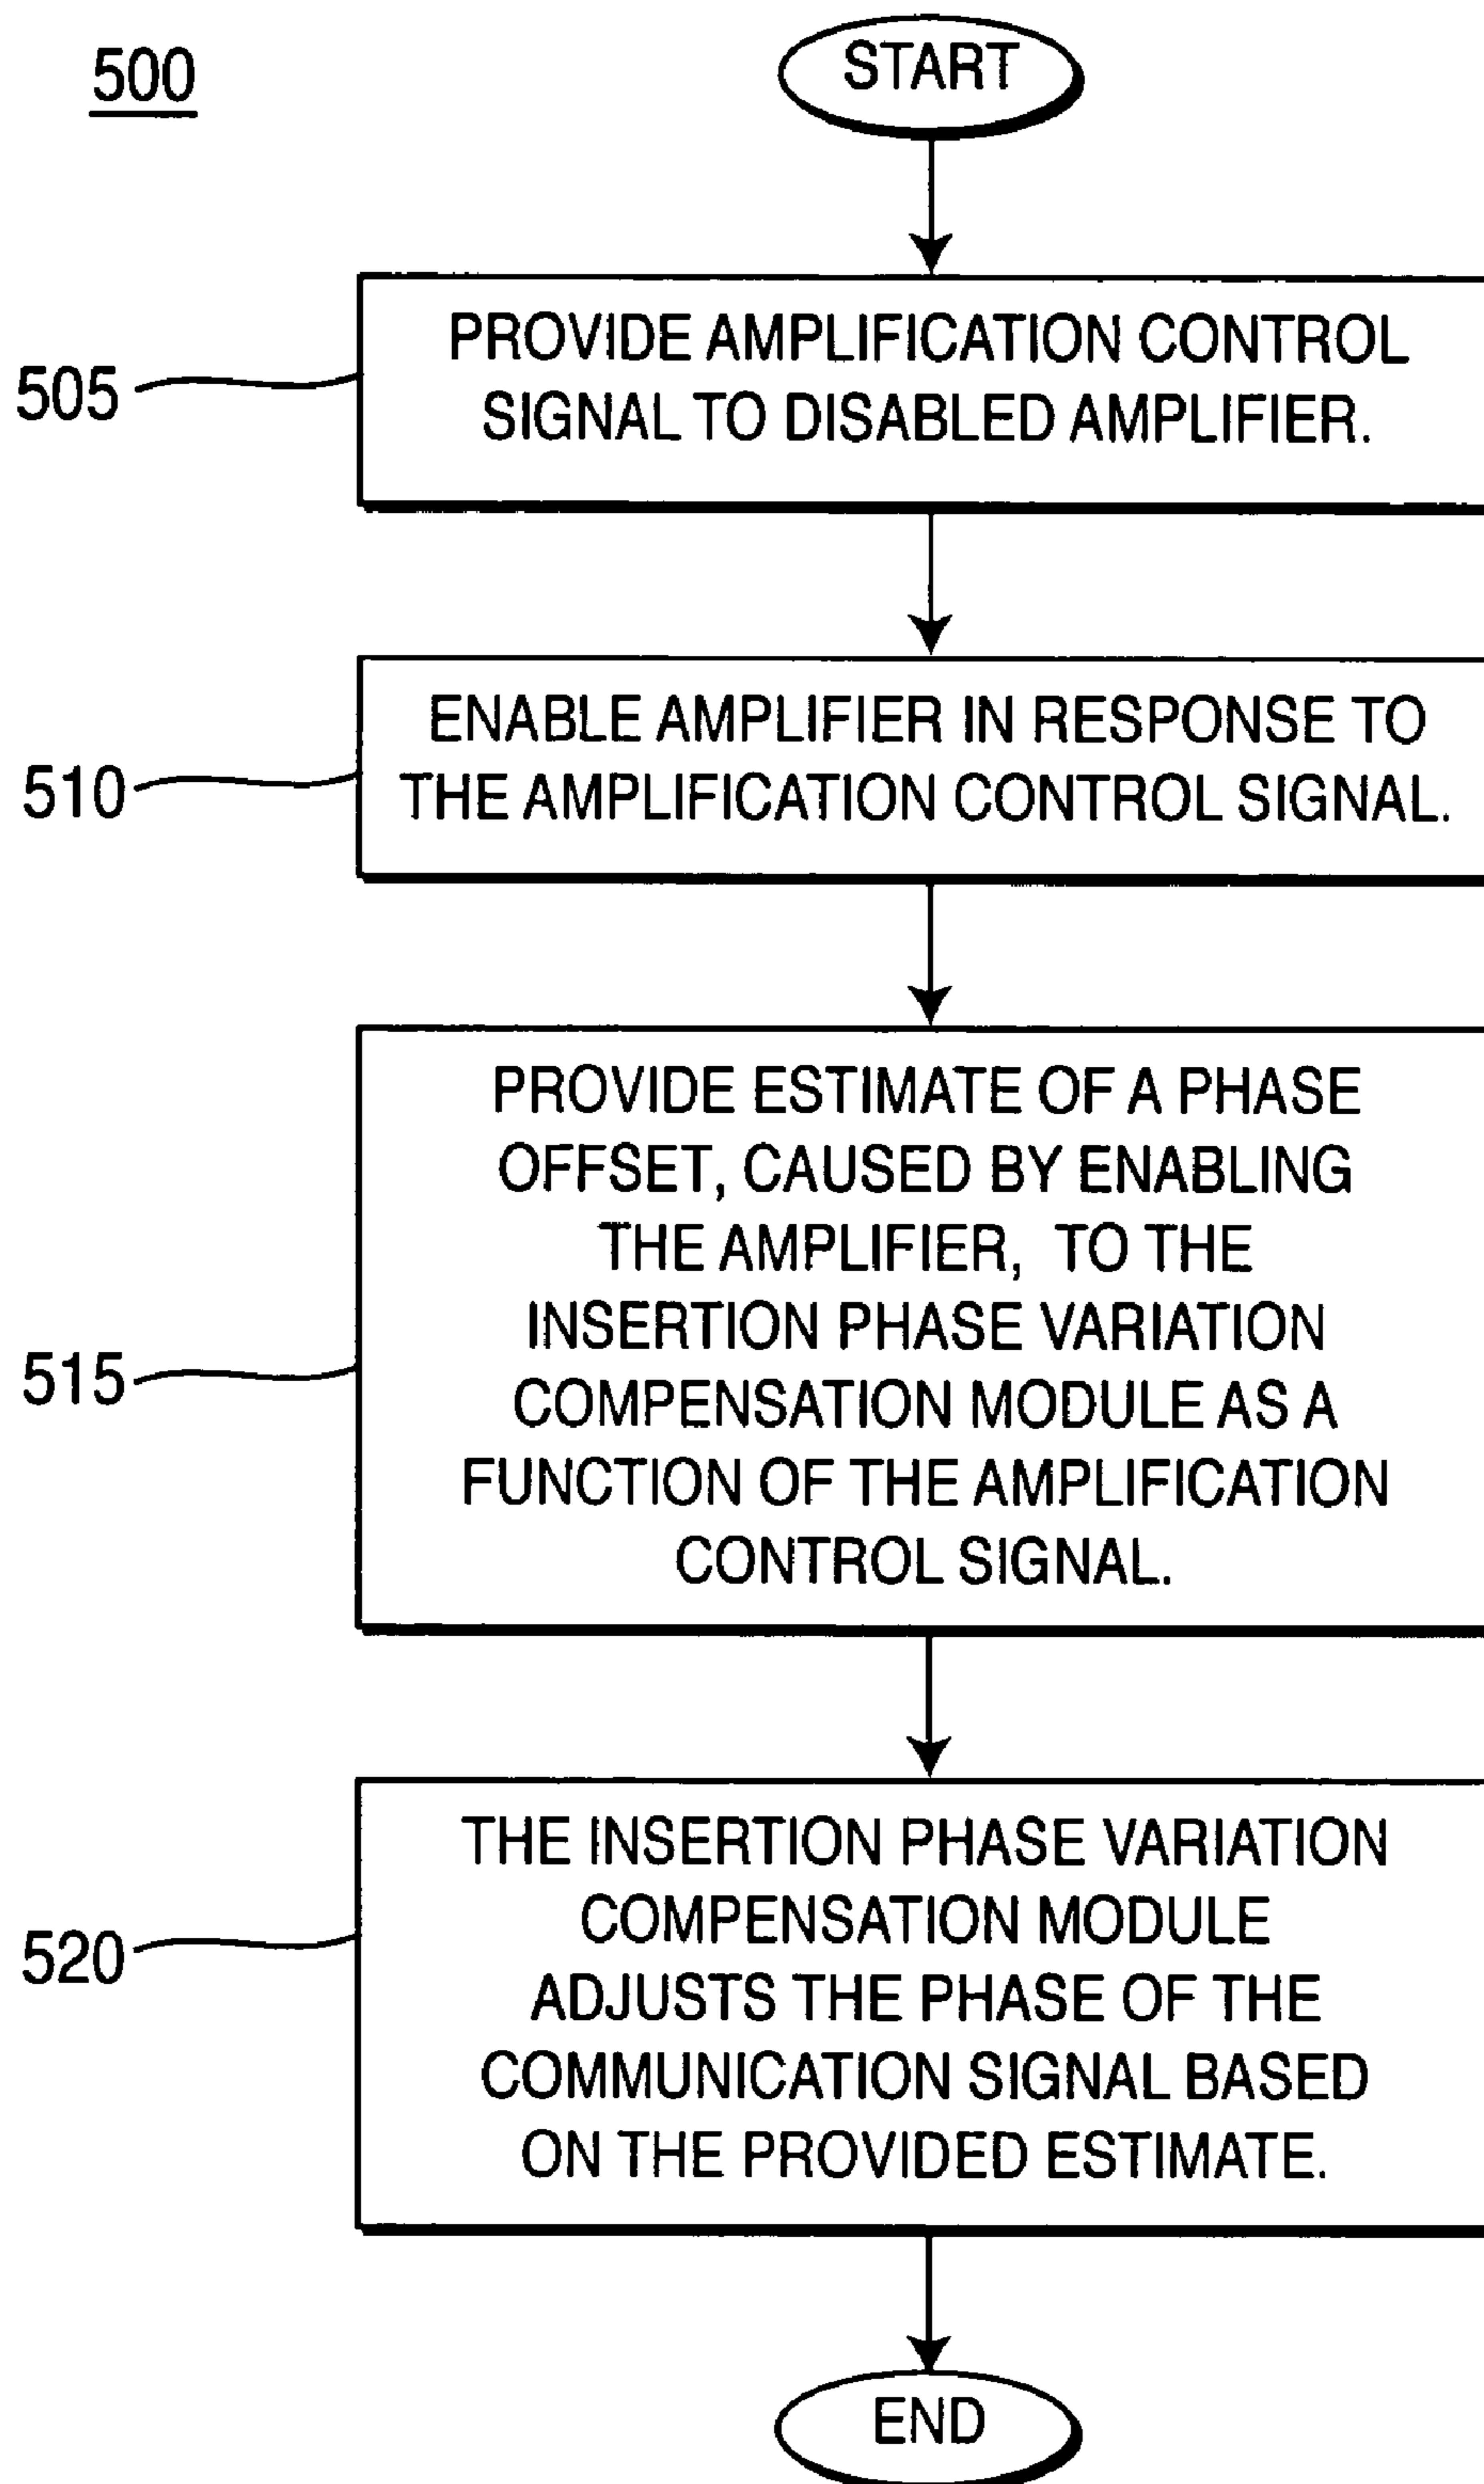 500
START
505
PROVIDE AMPLIFICATION CONTROL
SIGNAL TO DISABLED AMPLIFIER.
510
ENABLE AMPLIFIER IN RESPONSE TO
THE AMPLIFICATION CONTROL SIGNAL.
515
PROVIDE ESTIMATE OF A PHASE
OFFSET, CAUSED BY ENABLING
THE AMPLIFIER, TO THE
INSERTION PHASE VARIATION
COMPENSATION MODULE AS A
FUNCTION OF THE AMPLIFICATION
CONTROL SIGNAL.
520
THE INSERTION PHASE VARIATION
COMPENSATION MODULE
ADJUSTS THE PHASE OF THE
COMMUNICATION SIGNAL BASED
ON THE PROVIDED ESTIMATE.
END